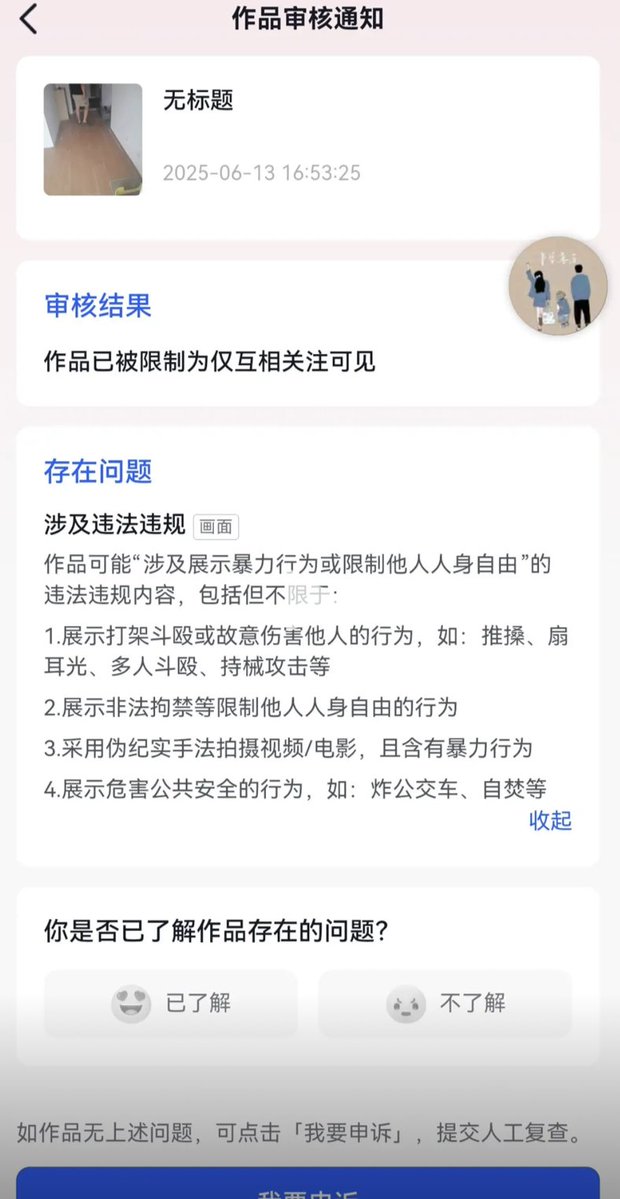 作品审核通知
无标题
2025-06-13 16:53:25
审核结果
作品已被限制为仅互相关注可见
存在问题
涉及违法违规 画面
作品可能“涉及展示暴力行为或限制他人人身自由”的
违法违规内容，包括但不限于：
1.展示打架斗殴或故意伤害他人的行为，如：推搡、扇
耳光、多人斗殴、持械攻击等
2.展示非法拘禁等限制他人人身自由的行为
3.采用伪纪实手法拍摄视频/电影，且含有暴力行为
4.展示危害公共安全的行为，如：炸公交车、自焚等
收起
你是否已了解作品存在的问题？
已了解
不了解
如作品无上述问题，可点击「我要申诉」，提交人工复查。
我要申诉